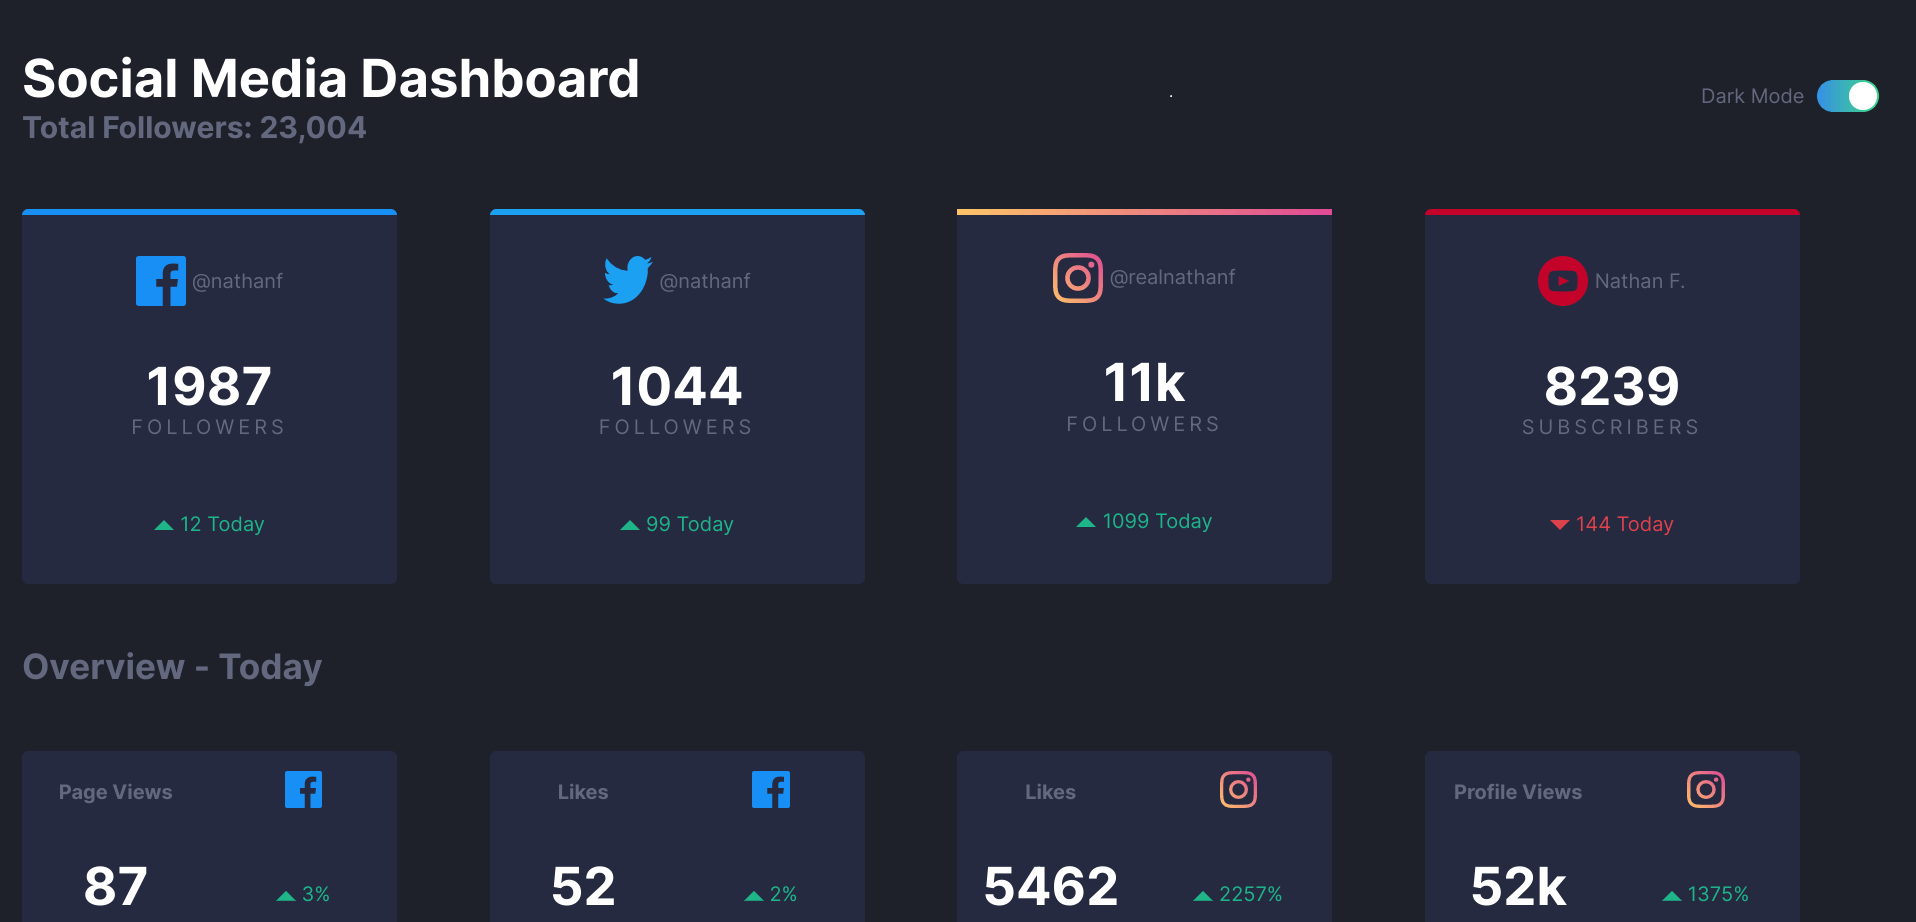 Social Media Dashboard
Total Followers: 23,004
Dark Mode
@nathanf
1987
FOLLOWERS
12 Today
@nathanf
1044
FOLLOWERS
99 Today
@realnathanf
11k
FOLLOWERS
1099 Today
Nathan F.
8239
SUBSCRIBERS
144 Today
Overview - Today
Page Views
87
3%
Likes
52
2%
Likes
5462
2257%
Profile Views
52k
1375%